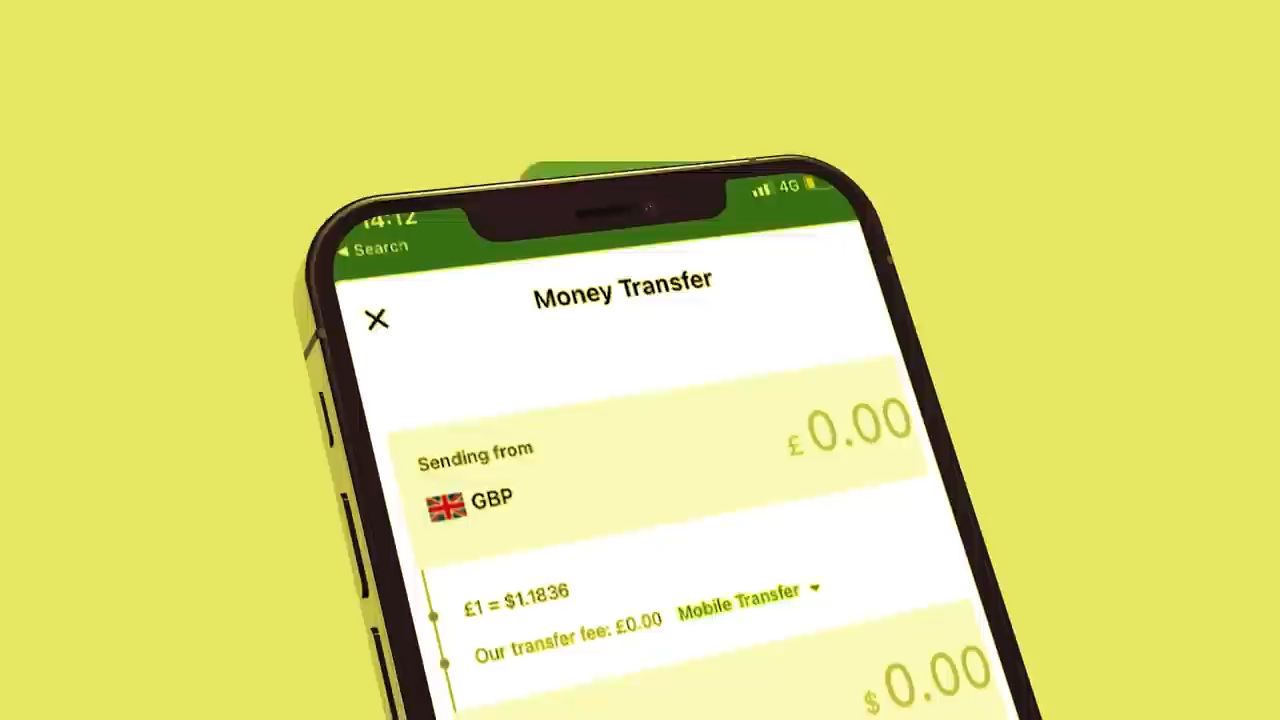 14:12
4G
◀ Search
Money Transfer
Sending from
£ 0.00
GBP
£1 = $1.1836
Our transfer fee: £0.00 Mobile Transfer
$ 0.00